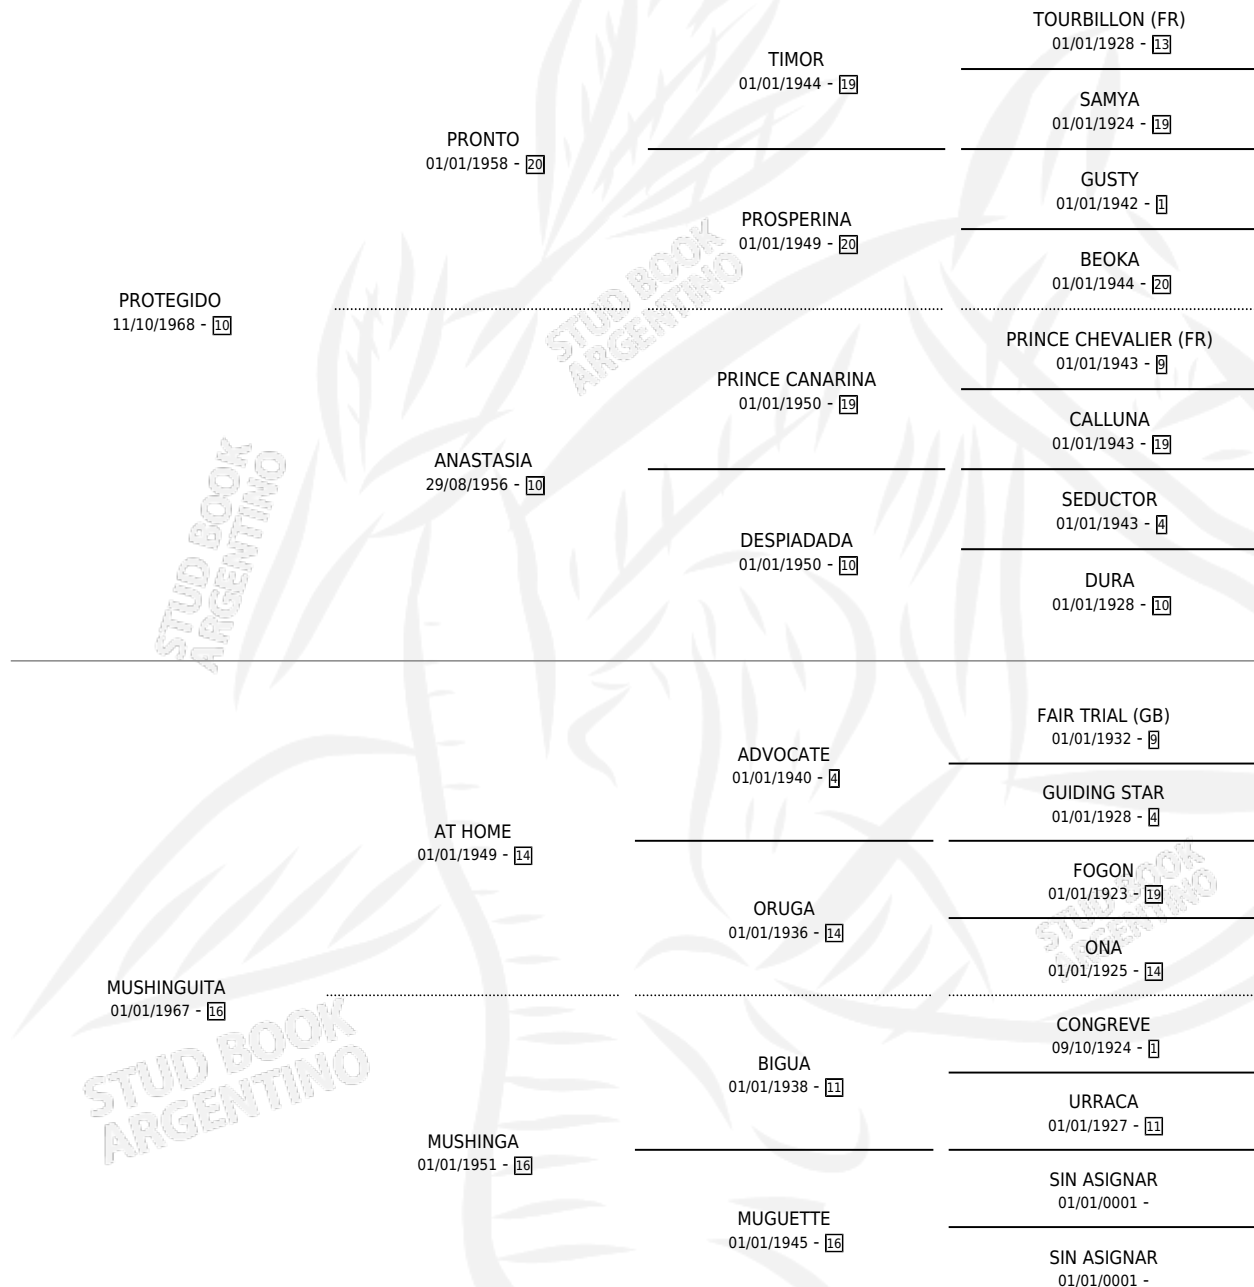 TOURBILLON (FR)
01/01/1928 - 13
TIMOR
01/01/1944 - 19
SAMYA
01/01/1924 - 19
PRONTO
01/01/1958 - 20
GUSTY
01/01/1942 - 1
PROSPERINA
01/01/1949 - 20
BEOKA
01/01/1944 - 20
PROTEGIDO
11/10/1968 - 10
PRINCE CHEVALIER (FR)
01/01/1943 - 9
PRINCE CANARINA
01/01/1950 - 19
CALLUNA
01/01/1943 - 19
ANASTASIA
29/08/1956 - 10
SEDUCTOR
01/01/1943 - 4
DESPIADADA
01/01/1950 - 10
DURA
01/01/1928 - 10
FAIR TRIAL (GB)
01/01/1932 - 9
ADVOCATE
01/01/1940 - 4
GUIDING STAR
01/01/1928 - 4
AT HOME
01/01/1949 - 14
FOGON
01/01/1923 - 19
ORUGA
01/01/1936 - 14
ONA
01/01/1925 - 14
MUSHINGUITA
01/01/1967 - 16
CONGREVE
09/10/1924 - 1
BIGUA
01/01/1938 - 11
URRACA
01/01/1927 - 11
MUSHINGA
01/01/1951 - 16
SIN ASIGNAR
01/01/0001 -
MUGUETTE
01/01/1945 - 16
SIN ASIGNAR
01/01/0001 -
STUD BOOK
ARGENTINO
STUD BOOK
ARGENTINO
STUD BOOK
ARGENTINO
STUD BOOK
ARGENTINO